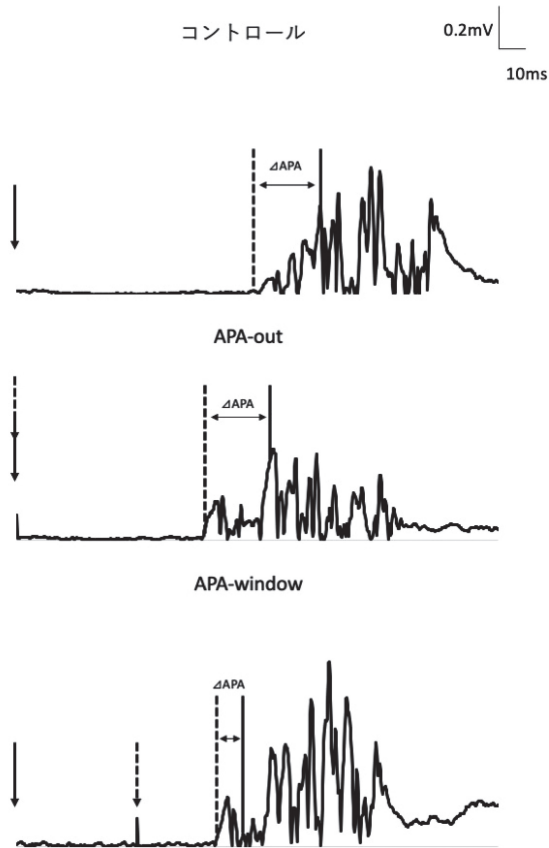 コントロール
0.2mV
10ms
⊿APA
APA-out
⊿APA
APA-window
⊿APA